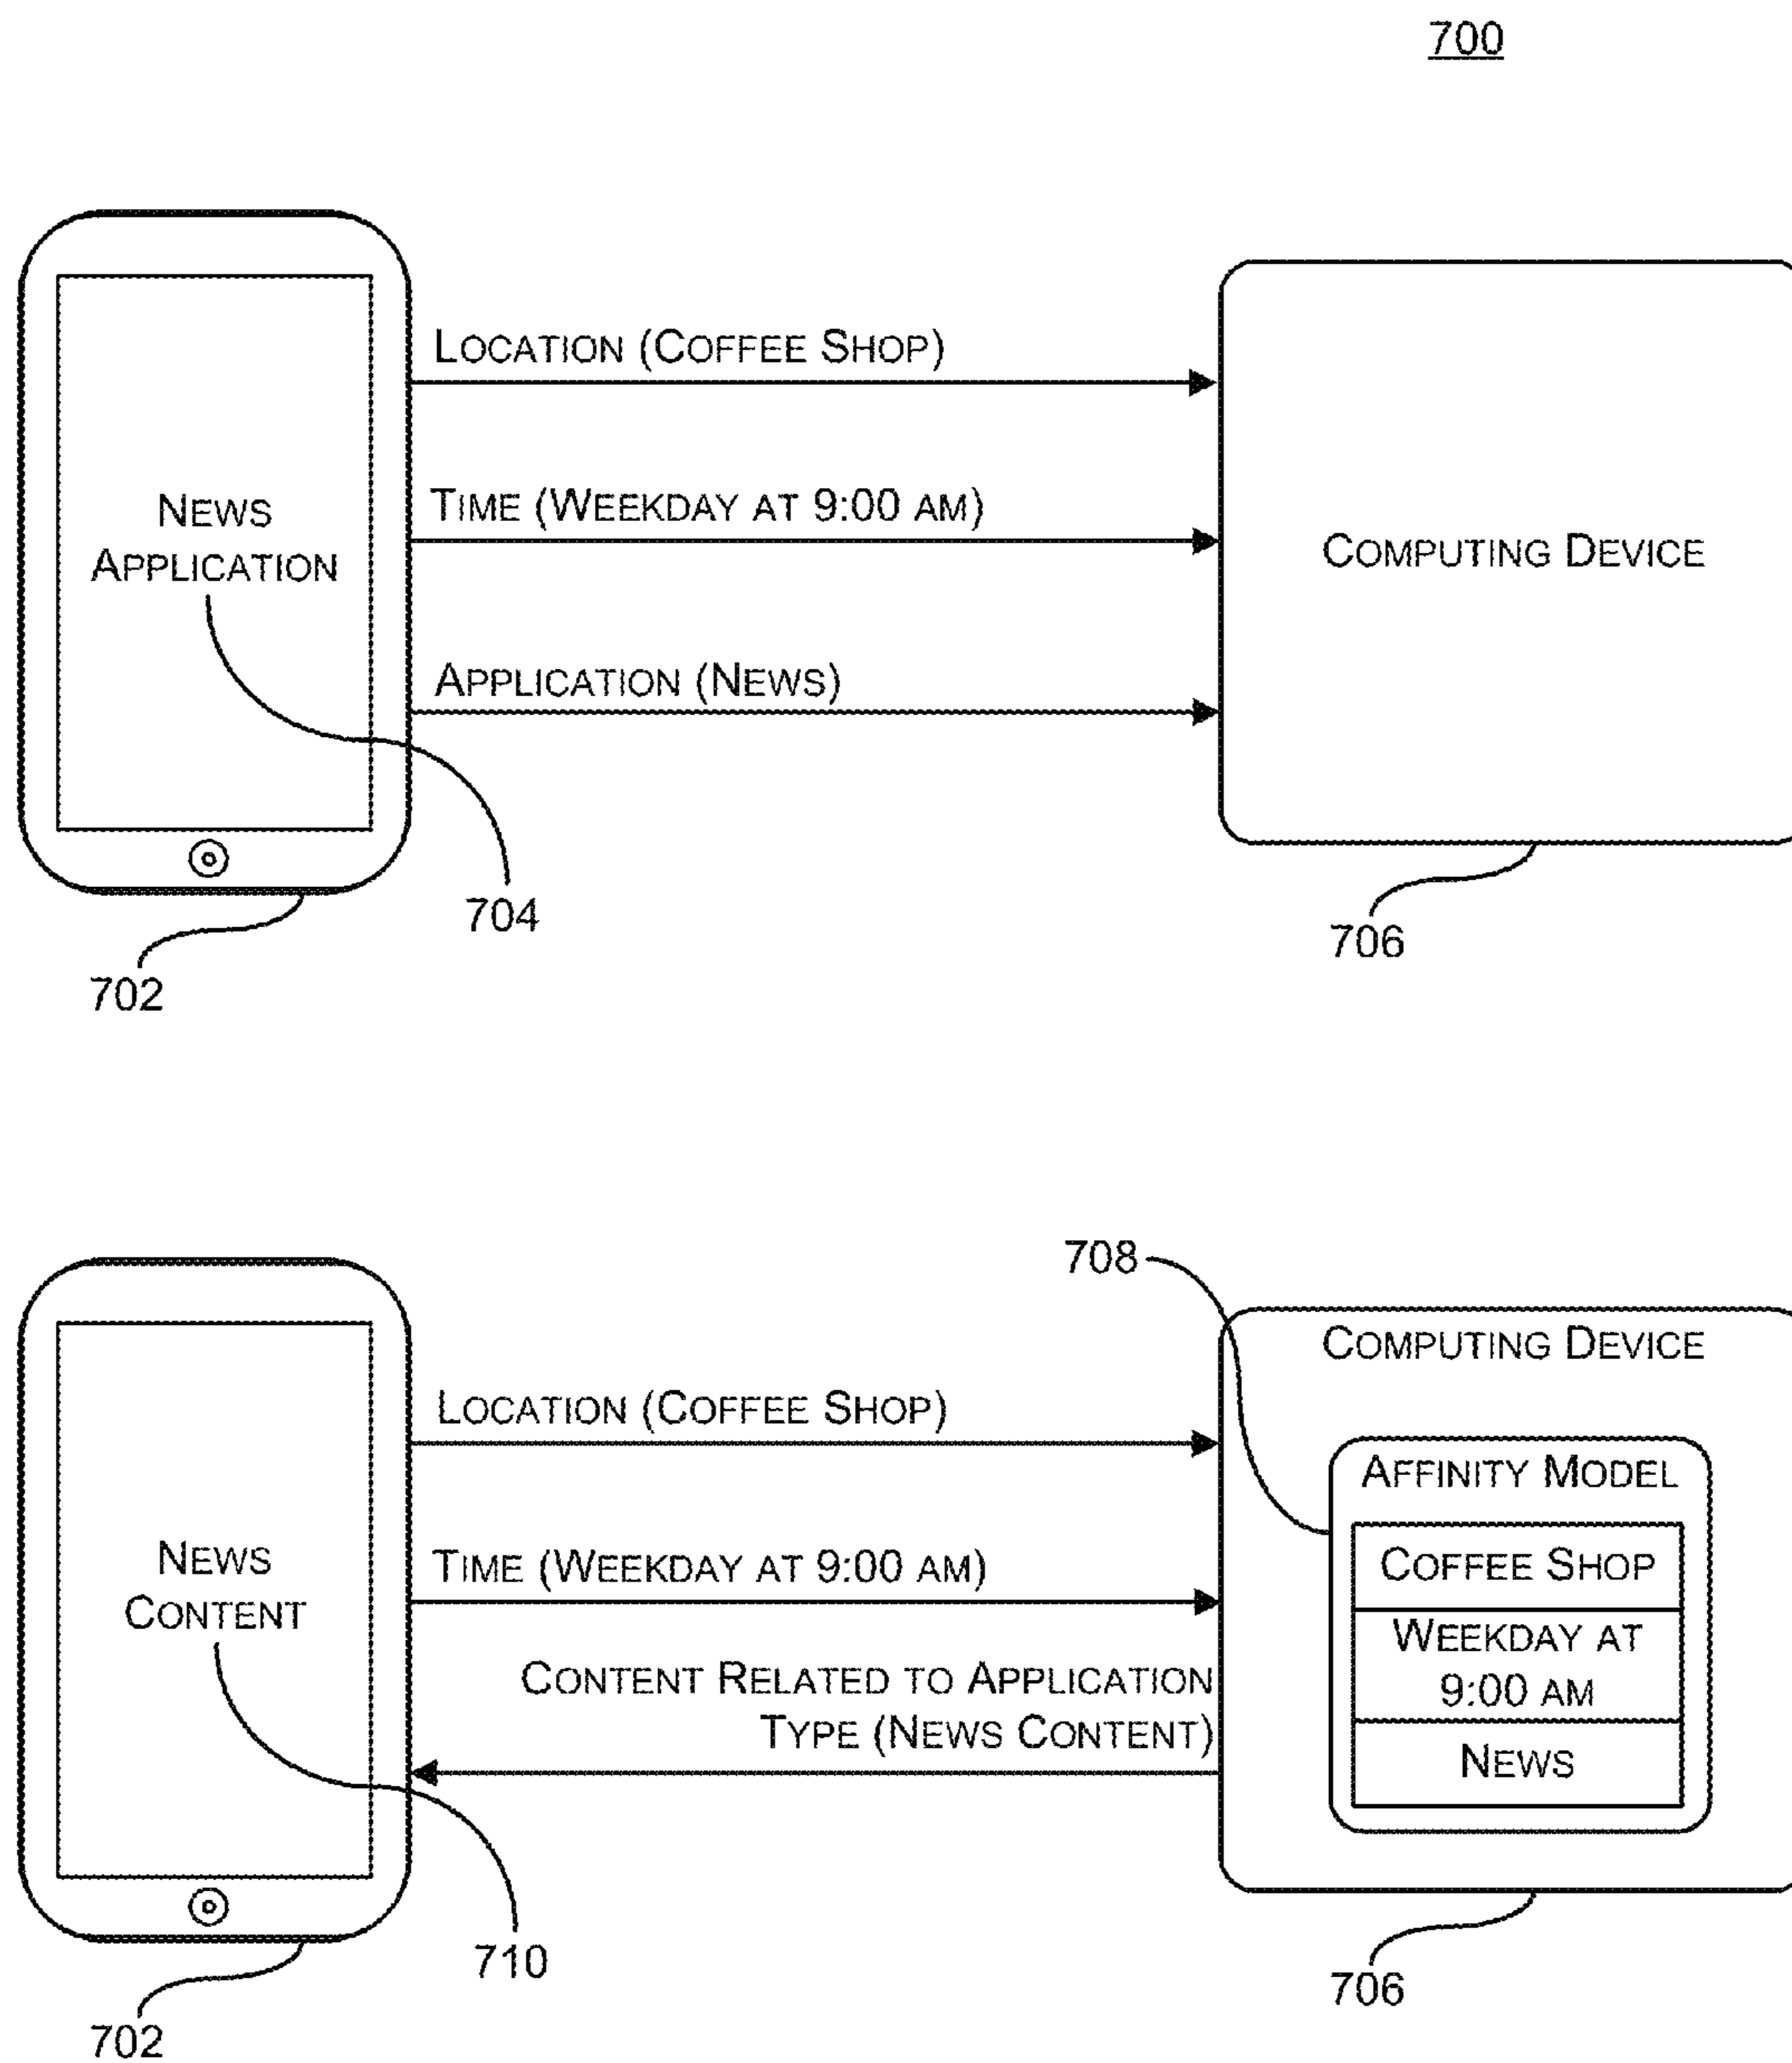 700
LOCATION (COFFEE SHOP)
TIME (WEEKDAY AT 9:00 AM)
NEWS
APPLICATION
COMPUTING DEVICE
APPLICATION (NEWS)
704
706
702
708
COMPUTING DEVICE
LOCATION (COFFEE SHOP)
AFFINITY MODEL
COFFEE SHOP
NEWS
CONTENT
TIME (WEEKDAY AT 9:00 AM)
WEEKDAY AT
9:00 AM
CONTENT RELATED TO APPLICATION
TYPE (NEWS CONTENT)
NEWS
710
706
702